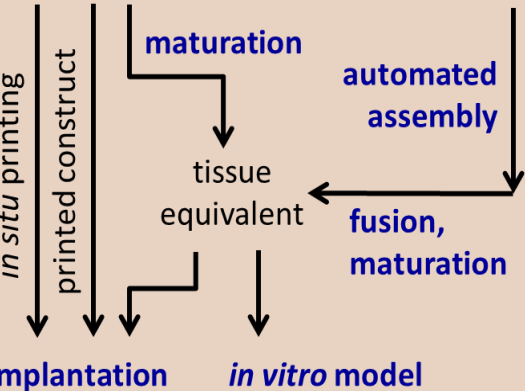 maturation
automated
assembly
in situ printing
printed construct
tissue
equivalent
fusion,
maturation
mplantation
in vitro model